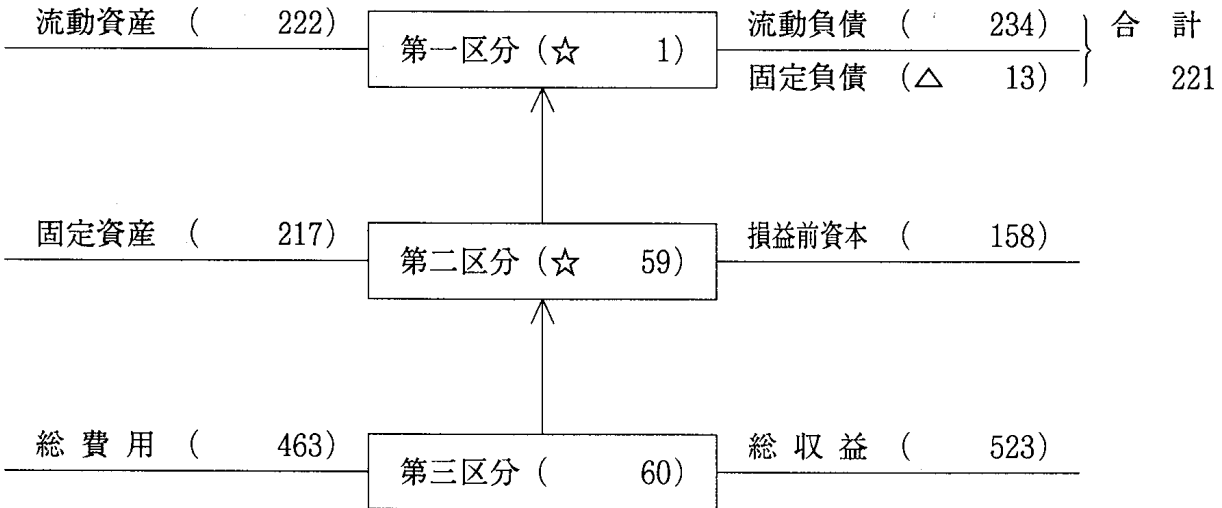 流動資産 ( 222) 第一区分 (☆ 1) 流動負債 ( 234) 合 計
固定負債 (△ 13) 221
固定資産 ( 217) 第二区分 (☆ 59) 損益前資本 ( 158)
総 費 用 ( 463) 第三区分 ( 60) 総 収 益 ( 523)